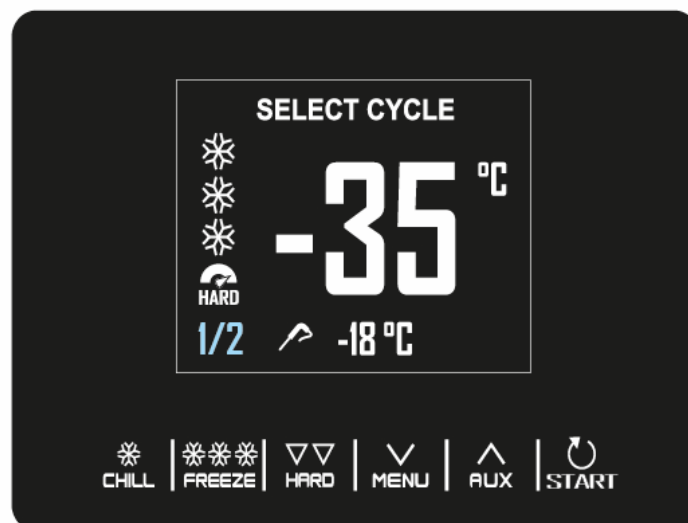 SELECT CYCLE
-35 °C
HARD
1/2 -18 °C
CHILL FREEZE HARD MENU AUX START